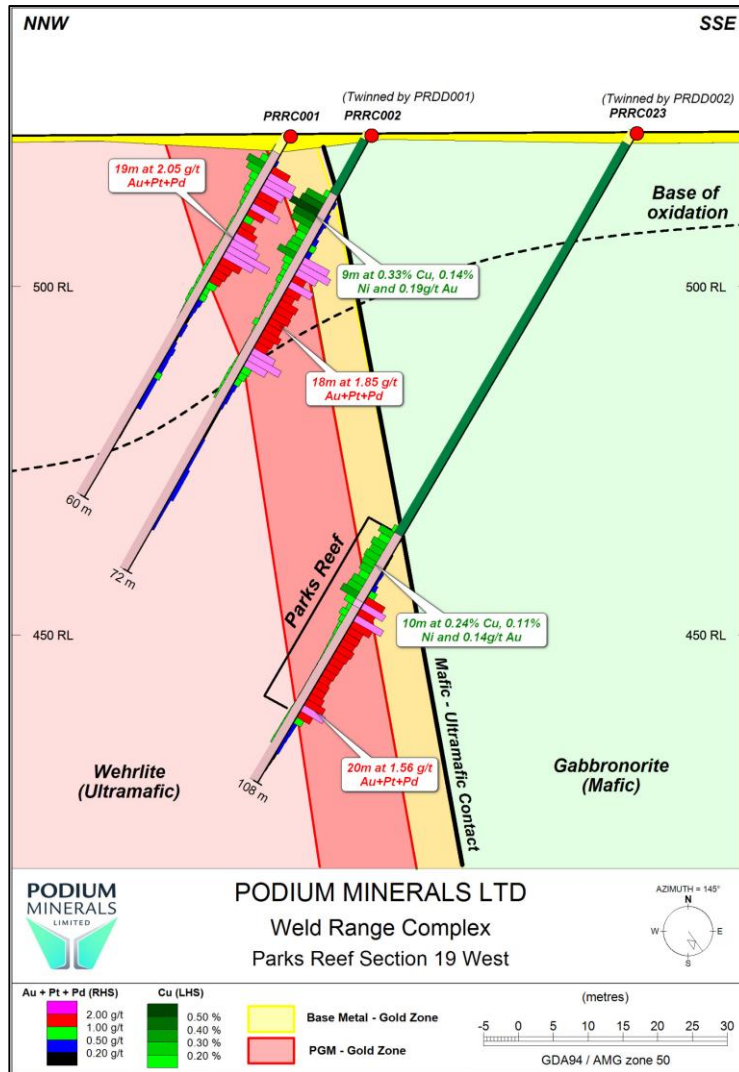 NNW
SSE
(Twinned by PRDD001)
(Twinned by PRDD002)
PRRC001
PRRC002
PRRC023
19m at 2.05 g/t
Au+Pt+Pd
Base of
oxidation
9m at 0.33% Cu, 0.14%
Ni and 0.19g/t Au
500 RL
500 RL
18m at 1.85 g/t
Au+Pt+Pd
60 m
72 m
Parks Reef
10m at 0.24% Cu, 0.11%
Ni and 0.14g/t Au
450 RL
450 RL
Mafic - Ultramafic Contact
Wehrlite
(Ultramafic)
20m at 1.56 g/t
Au+Pt+Pd
Gabbronorite
(Mafic)
108 m
PODIUM
MINERALS
LIMITED
PODIUM MINERALS LTD
Weld Range Complex
Parks Reef Section 19 West
AZIMUTH = 145°
N
W
E
S
Au + Pt + Pd (RHS)
2.00 g/t
1.00 g/t
0.50 g/t
0.20 g/t
Cu (LHS)
0.50 %
0.40 %
0.30 %
0.20 %
Base Metal - Gold Zone
PGM - Gold Zone
(metres)
-5 0 5 10 15 20 25 30
GDA94 / AMG zone 50